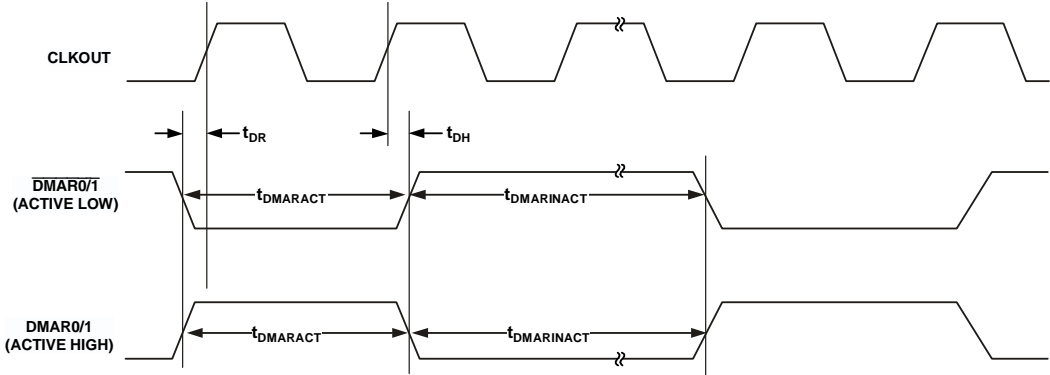 CLKOUT
tDR
tDH
DMAR0/1
(ACTIVE LOW)
tDMARACT
tDMARINACT
DMAR0/1
(ACTIVE HIGH)
tDMARACT
tDMARINACT